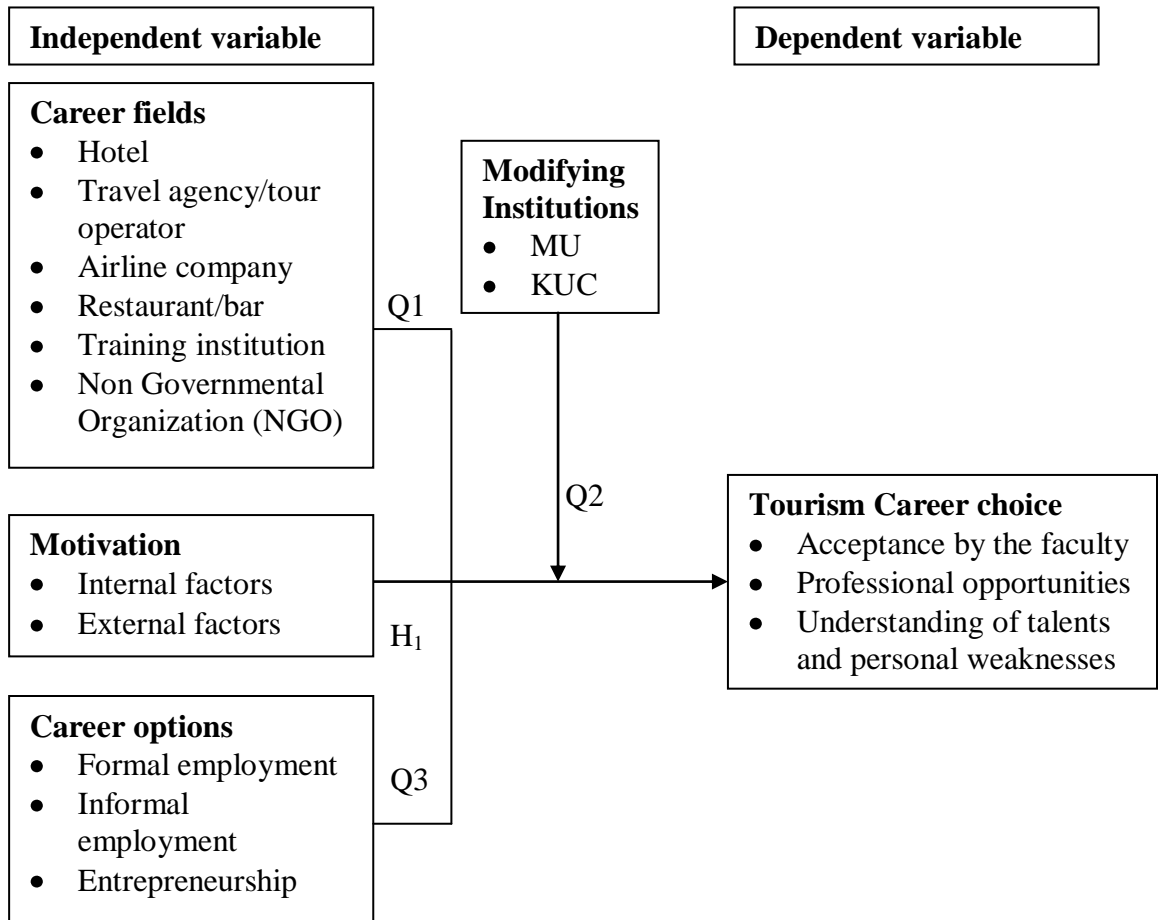 Independent variable
Dependent variable
Career fields
● Hotel
● Travel agency/tour
operator
● Airline company
● Restaurant/bar
● Training institution
● Non Governmental
Organization (NGO)
Modifying
Institutions
● MU
● KUC
Q1
Q2
Motivation
● Internal factors
● External factors
H₁
Tourism Career choice
● Acceptance by the faculty
● Professional opportunities
● Understanding of talents
and personal weaknesses
Career options
● Formal employment
● Informal
employment
● Entrepreneurship
Q3